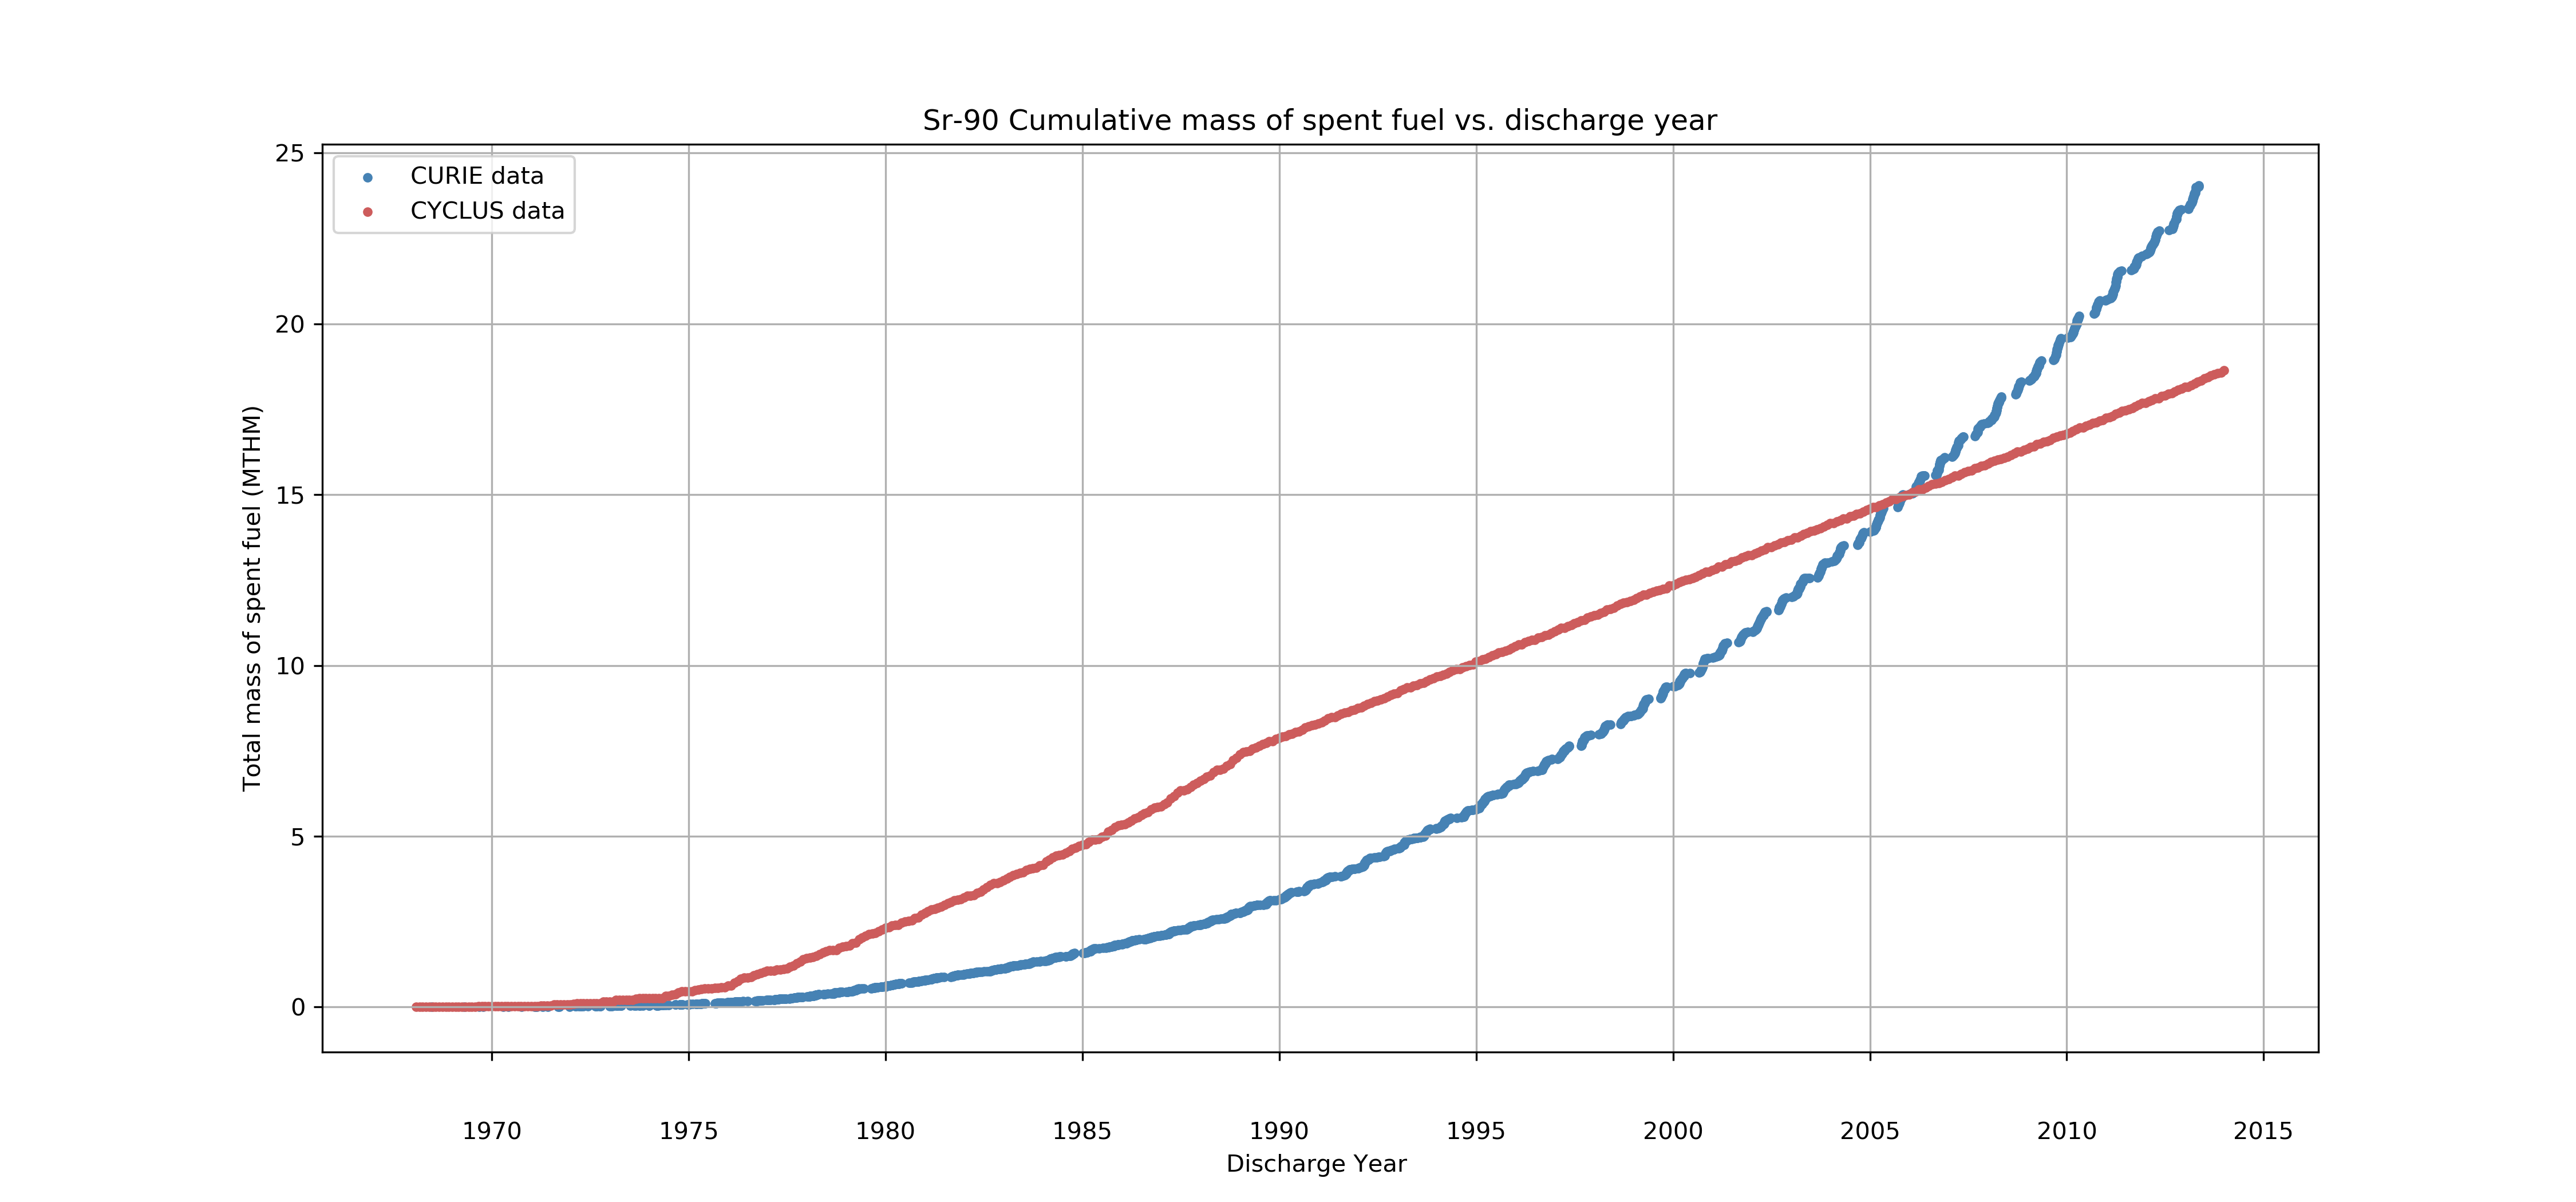 Sr-90 Cumulative mass of spent fuel vs. discharge year
CURIE data
CYCLUS data
Total mass of spent fuel (MTHM)
25
20
15
10
5
0
1970 1975 1980 1985 1990 1995 2000 2005 2010 2015
Discharge Year